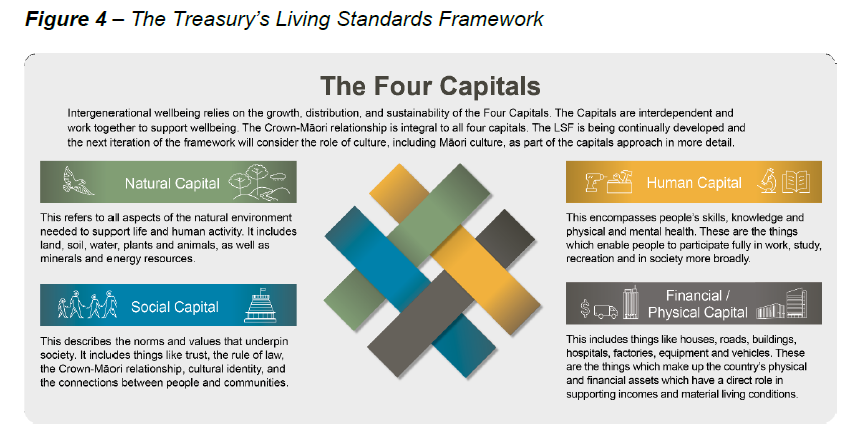 Figure 4 – The Treasury's Living Standards Framework
The Four Capitals
Intergenerational wellbeing relies on the growth, distribution, and sustainability of the Four Capitals. The Capitals are interdependent and
work together to support wellbeing. The Crown-Māori relationship is integral to all four capitals. The LSF is being continually developed and
the next iteration of the framework will consider the role of culture, including Māori culture, as part of the capitals approach in more detail.
Natural Capital
This refers to all aspects of the natural environment
needed to support life and human activity. It includes
land, soil, water, plants and animals, as well as
minerals and energy resources.
Social Capital
This describes the norms and values that underpin
society. It includes things like trust, the rule of law,
the Crown-Māori relationship, cultural identity, and
the connections between people and communities.
Human Capital
This encompasses people's skills, knowledge and
physical and mental health. These are the things
which enable people to participate fully in work, study,
recreation and in society more broadly.
$
Financial /
Physical Capital
This includes things like houses, roads, buildings,
hospitals, factories, equipment and vehicles. These
are the things which make up the country's physical
and financial assets which have a direct role in
supporting incomes and material living conditions.